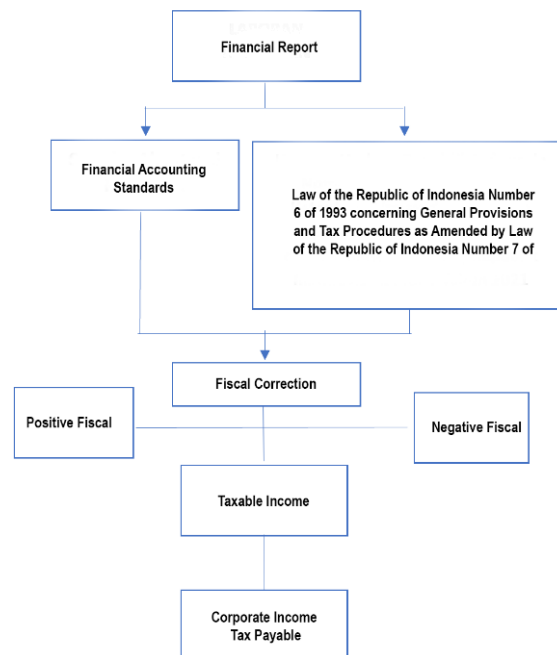 Financial Report
Financial Accounting
Standards
Law of the Republic of Indonesia Number
6 of 1993 concerning General Provisions
and Tax Procedures as Amended by Law
of the Republic of Indonesia Number 7 of
Fiscal Correction
Positive Fiscal
Negative Fiscal
Taxable Income
Corporate Income
Tax Payable